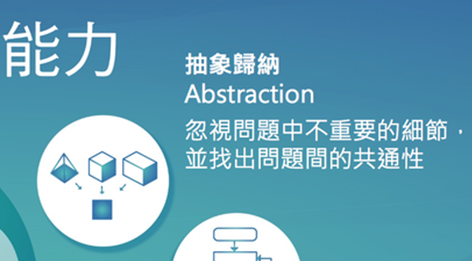 能力
抽象歸納
Abstraction
忽視問題中不重要的細節，
並找出問題間的共通性